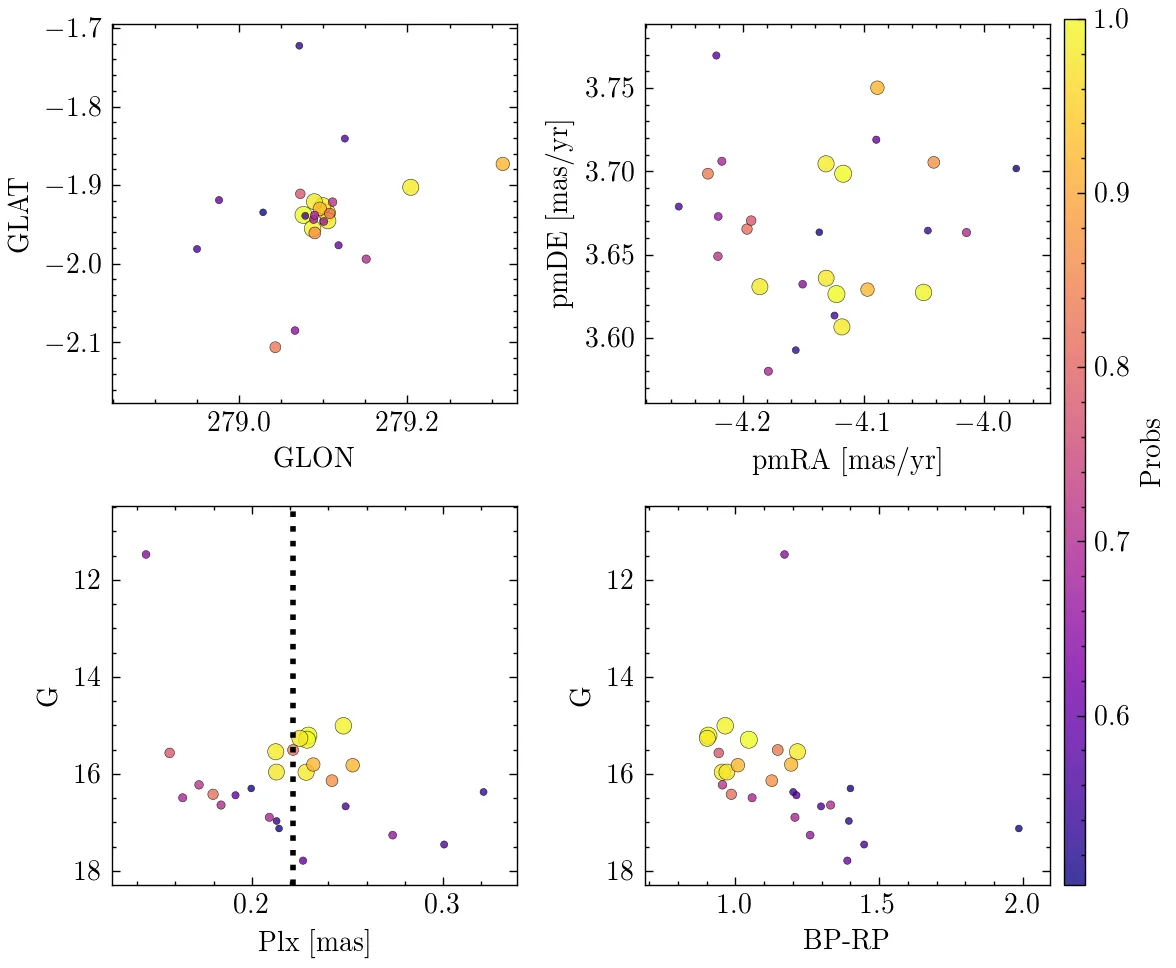 −1.7
−1.8
−1.9
−2.0
−2.1
GLAT
279.0 279.2
GLON
3.75
3.70
3.65
3.60
pmDE [mas/yr]
−4.2 −4.1 −4.0
pmRA [mas/yr]
12
14
16
18
G
0.2 0.3
Plx [mas]
12
14
16
18
G
1.0 1.5 2.0
BP-RP
1.0
0.9
0.8
0.7
0.6
Probs